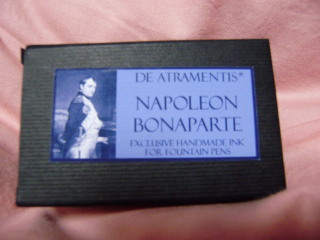 DE ATRAMENTIS®
NAPOLEON
BONAPARTE
EXCLUSIVE HANDMADE INK
FOR FOUNTAIN PENS